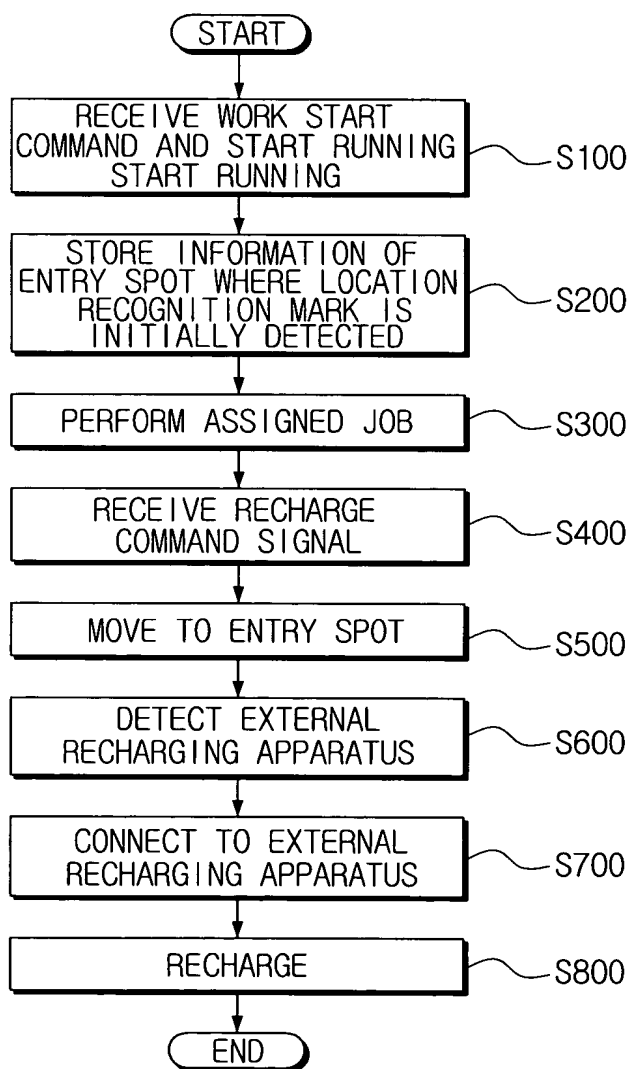 START
RECEIVE WORK START
COMMAND AND START RUNNING
START RUNNING
S100
STORE INFORMATION OF
ENTRY SPOT WHERE LOCATION
RECOGNITION MARK IS
INITIALLY DETECTED
S200
PERFORM ASSIGNED JOB
S300
RECEIVE RECHARGE
COMMAND SIGNAL
S400
MOVE TO ENTRY SPOT
S500
DETECT EXTERNAL
RECHARGING APPARATUS
S600
CONNECT TO EXTERNAL
RECHARGING APPARATUS
S700
RECHARGE
S800
END